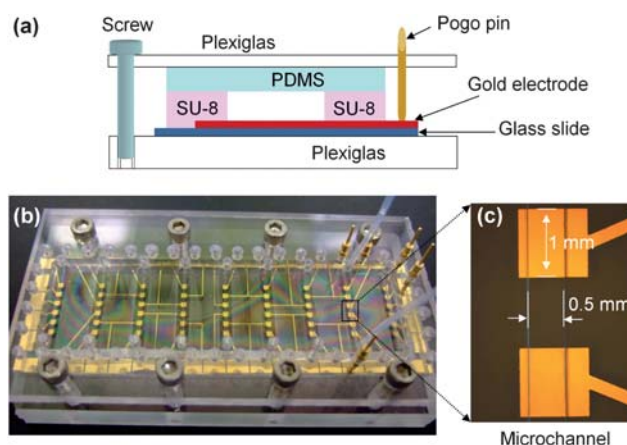 (a)
Screw
Plexiglas
Pogo pin
PDMS
Gold electrode
SU-8
SU-8
Glass slide
Plexiglas
(b)
(c)
1 mm
0.5 mm
Microchannel